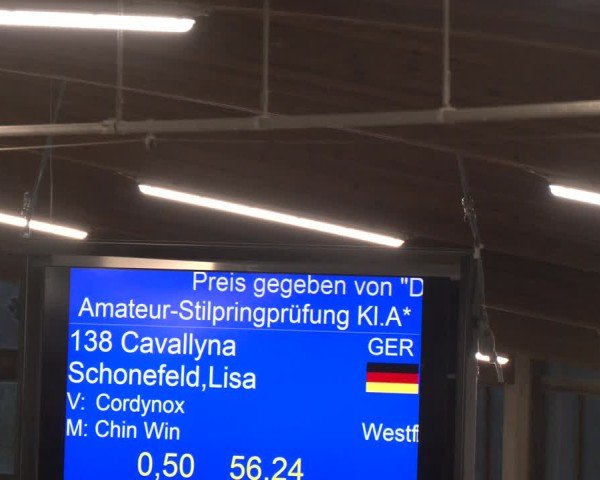 Preis gegeben von "D
Amateur-Stilpringprüfung Kl.A*
138 Cavallyna GER
Schonefeld,Lisa
V: Cordynox
M: Chin Win Westf
0,50 56,24